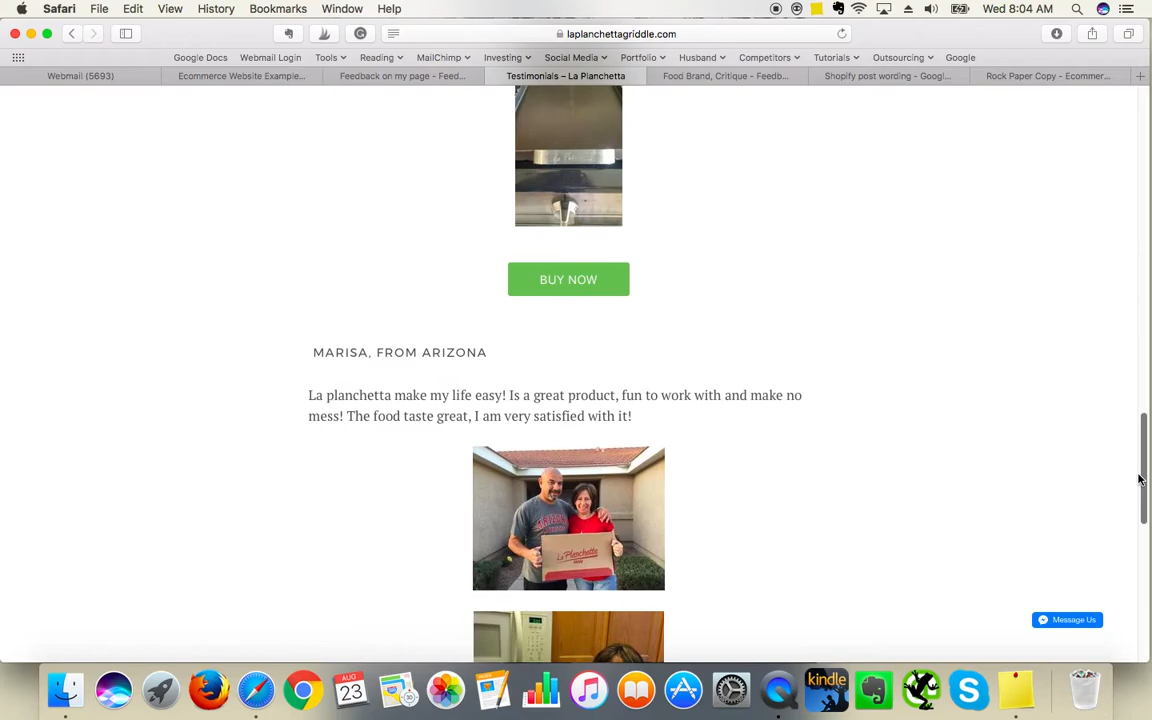 Safari File Edit View History Bookmarks Window Help Wed 8:04 AM
laplanchettagriddle.com
Google Docs Webmail Login Tools Reading MailChimp Investing Social Media Portfolio Husband Competitors Tutorials Outsourcing Google
Webmail (5693) Ecommerce Website Example... Feedback on my page - Feed... Testimonials – La Planchetta Food Brand, Critique - Feedb... Shopify post wording - Googl... Rock Paper Copy - Ecommer...
BUY NOW
MARISA, FROM ARIZONA
La planchetta make my life easy! Is a great product, fun to work with and make no
mess! The food taste great, I am very satisfied with it!
ARIZONA
La Planchetta
Message Us
AUG
23
kindle